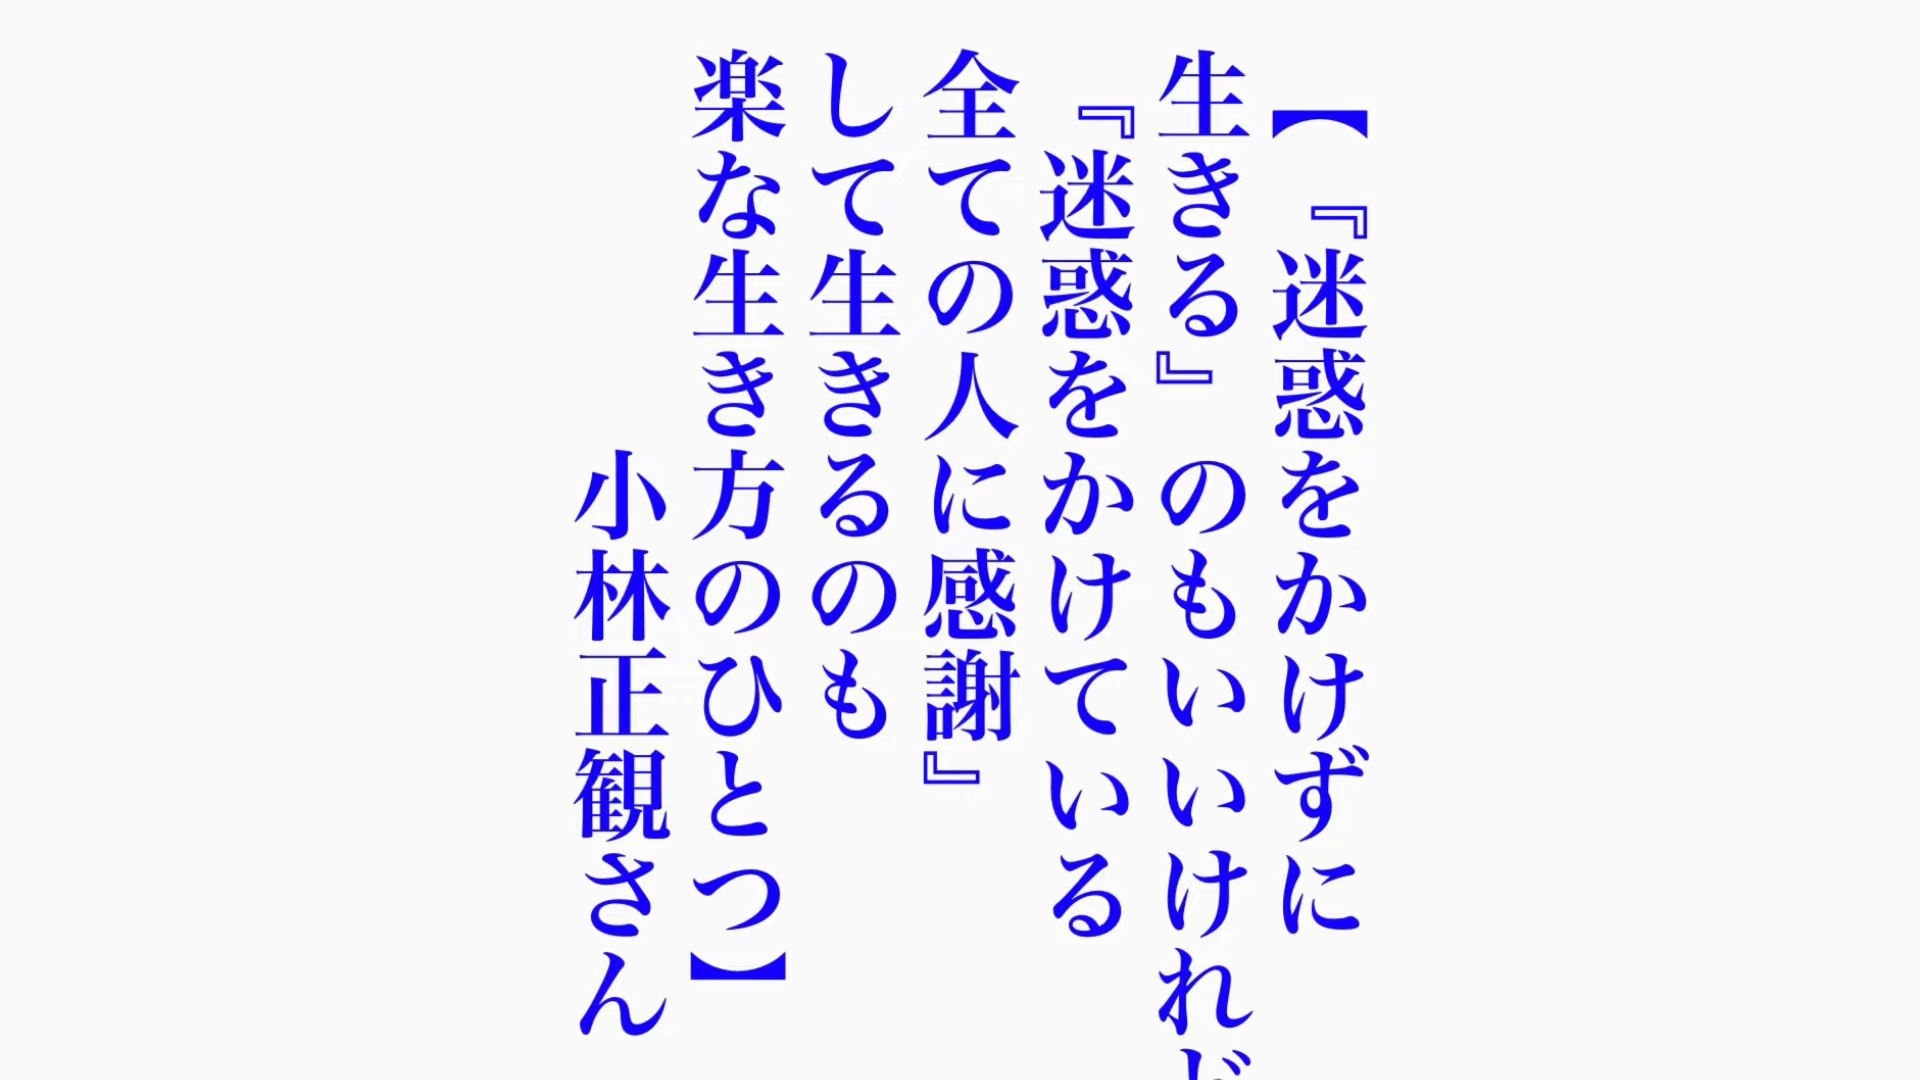 【『迷惑をかけずに
生きる』のもいいけれど
『迷惑をかけている
全ての人に感謝』
して生きるのも
楽な生き方のひとつ】
小林正観さん